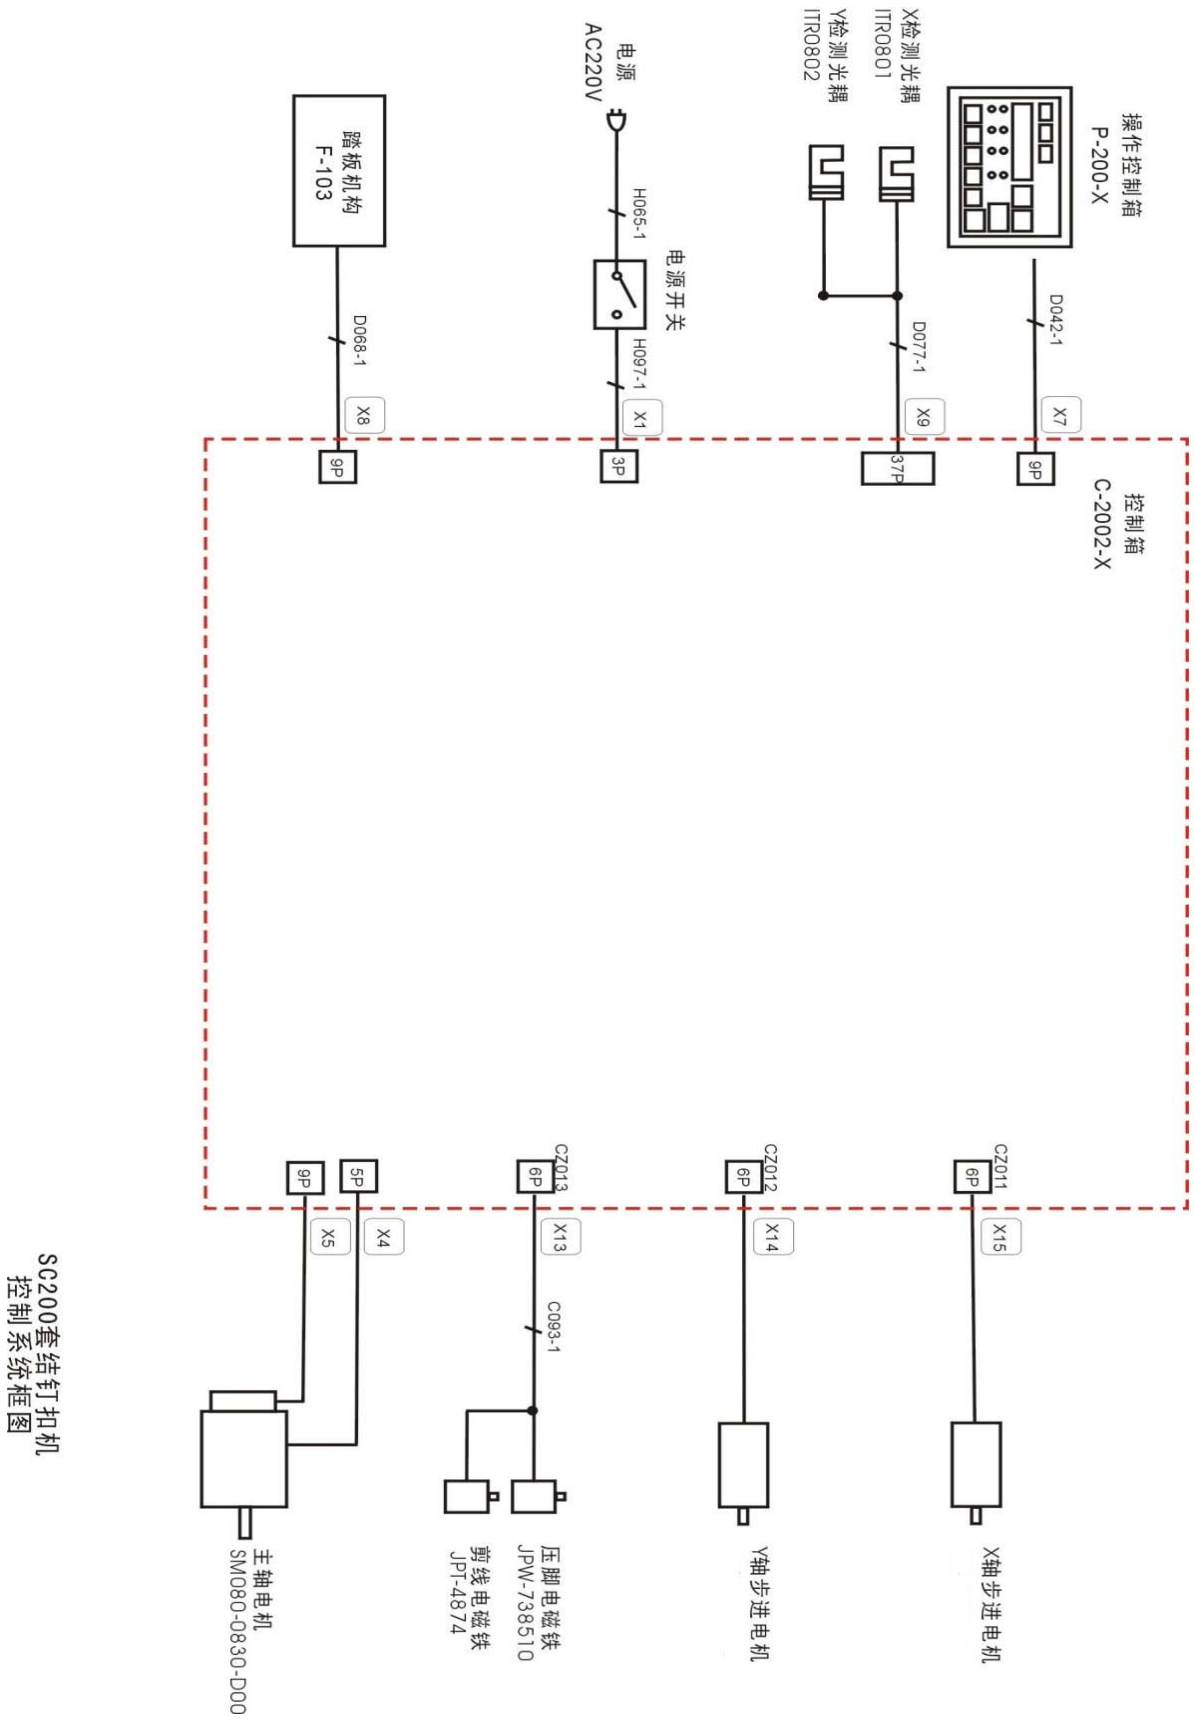 操作控制箱
P-200-X
D042-1
X7
9P
X检测光耦
ITR0801
Y检测光耦
ITR0802
D077-1
X9
37P
电源
AC220V
H065-1
电源开关
H097-1
X1
3P
踏板机构
F-103
D068-1
X8
9P
控制箱
C-2002-X
CZ011
6P
X15
X轴步进电机
CZ012
6P
X14
Y轴步进电机
CZ013
6P
X13
C093-1
压脚电磁铁
JPW-738510
剪线电磁铁
JPT-4874
5P
X4
9P
X5
主轴电机
SM080-0830-D00
SC200套结钉扣机
控制系统框图